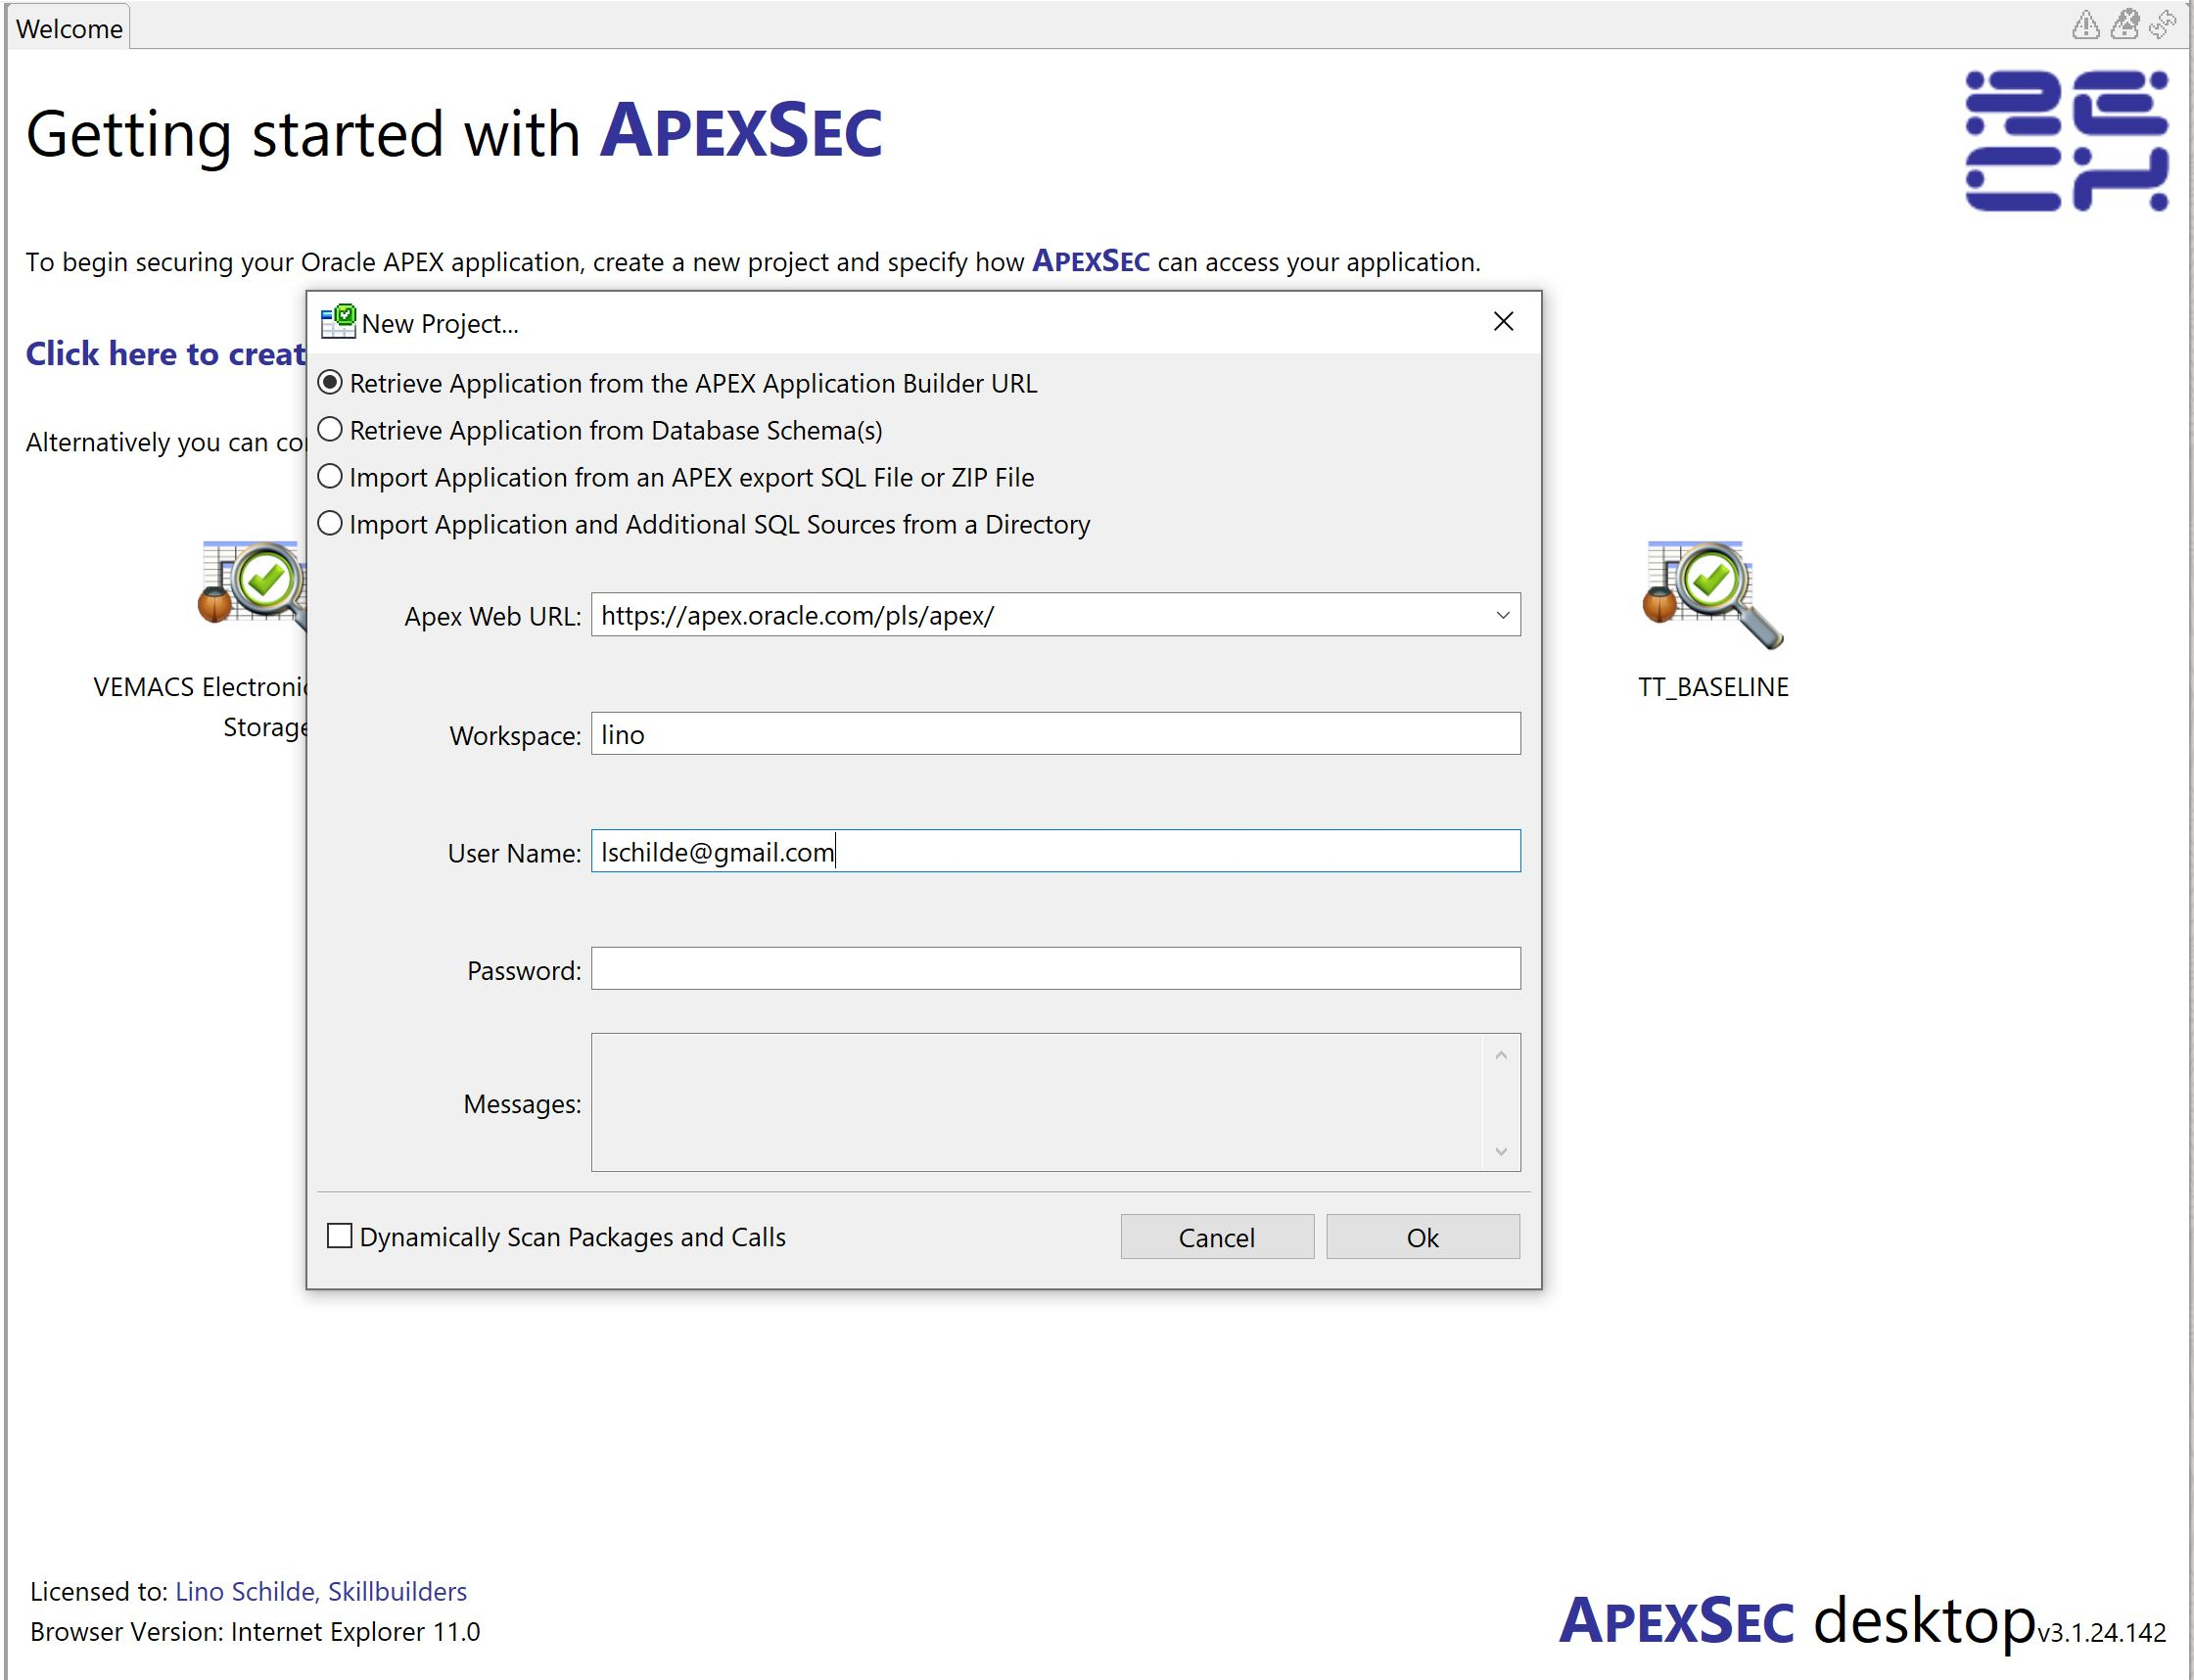 Welcome
Getting started with APEXSEC
To begin securing your Oracle APEX application, create a new project and specify how APEXSEC can access your application.
New Project...
Click here to creat
Retrieve Application from the APEX Application Builder URL
Retrieve Application from Database Schema(s)
Alternatively you can co
Import Application from an APEX export SQL File or ZIP File
Import Application and Additional SQL Sources from a Directory
Apex Web URL: https://apex.oracle.com/pls/apex/
VEMACS Electronic
Storage
TT_BASELINE
Workspace: lino
User Name: lschilde@gmail.com
Password:
Messages:
Dynamically Scan Packages and Calls
Cancel
Ok
Licensed to: Lino Schilde, Skillbuilders
Browser Version: Internet Explorer 11.0
APEXSEC desktop v3.1.24.142